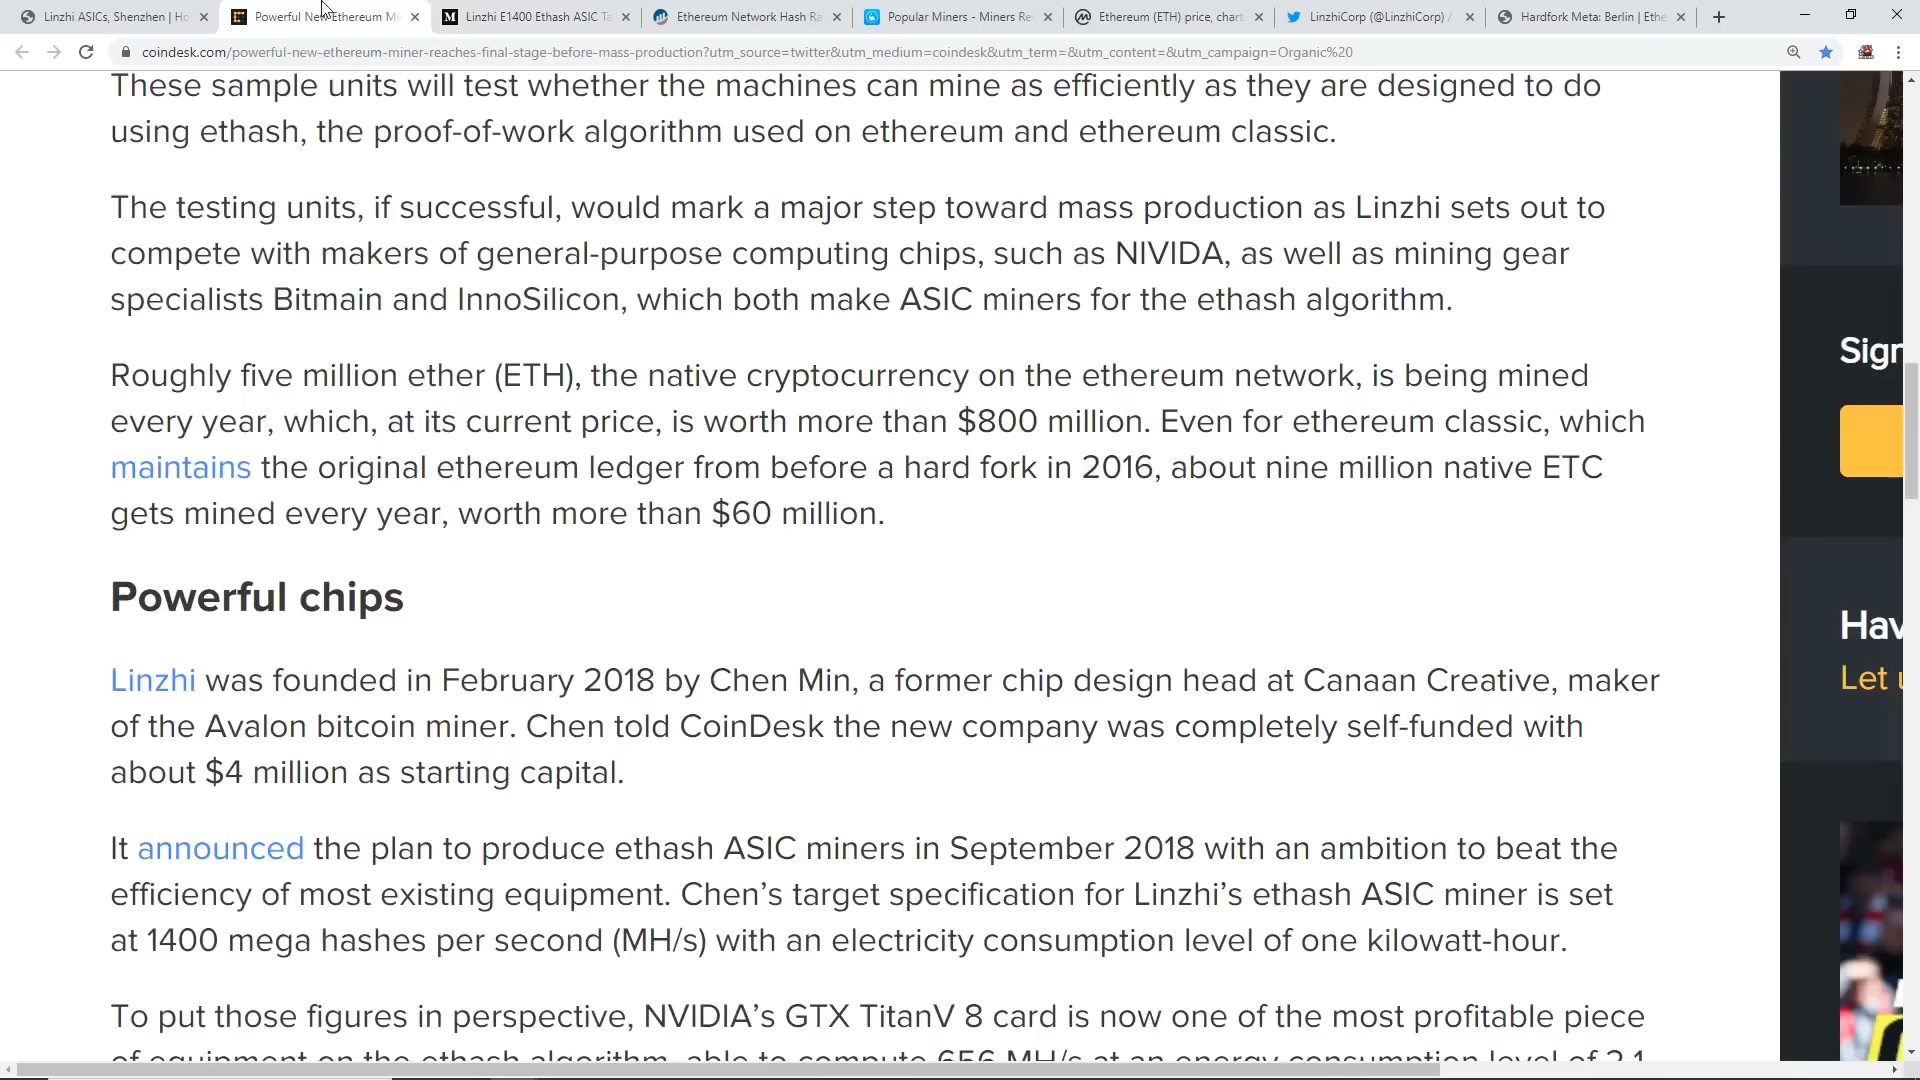 Linzhi ASICs, Shenzhen | Ho
Powerful New Ethereum Mi
Linzhi E1400 Ethash ASIC Ta
Ethereum Network Hash Ra
Popular Miners - Miners Re
Ethereum (ETH) price, chart
LinzhiCorp (@LinzhiCorp) /
Hardfork Meta: Berlin | Ethe
coindesk.com/powerful-new-ethereum-miner-reaches-final-stage-before-mass-production?utm_source=twitter&utm_medium=coindesk&utm_term=&utm_content=&utm_campaign=Organic%20
These sample units will test whether the machines can mine as efficiently as they are designed to do
using ethash, the proof-of-work algorithm used on ethereum and ethereum classic.
The testing units, if successful, would mark a major step toward mass production as Linzhi sets out to
compete with makers of general-purpose computing chips, such as NIVIDA, as well as mining gear
specialists Bitmain and InnoSilicon, which both make ASIC miners for the ethash algorithm.
Roughly five million ether (ETH), the native cryptocurrency on the ethereum network, is being mined
every year, which, at its current price, is worth more than $800 million. Even for ethereum classic, which
maintains the original ethereum ledger from before a hard fork in 2016, about nine million native ETC
gets mined every year, worth more than $60 million.
Powerful chips
Linzhi was founded in February 2018 by Chen Min, a former chip design head at Canaan Creative, maker
of the Avalon bitcoin miner. Chen told CoinDesk the new company was completely self-funded with
about $4 million as starting capital.
It announced the plan to produce ethash ASIC miners in September 2018 with an ambition to beat the
efficiency of most existing equipment. Chen's target specification for Linzhi's ethash ASIC miner is set
at 1400 mega hashes per second (MH/s) with an electricity consumption level of one kilowatt-hour.
To put those figures in perspective, NVIDIA's GTX TitanV 8 card is now one of the most profitable piece
of equipment on the ethash algorithm, able to compute 656 MH/s at an energy consumption level of 2.1
Sign
Hav
Let u